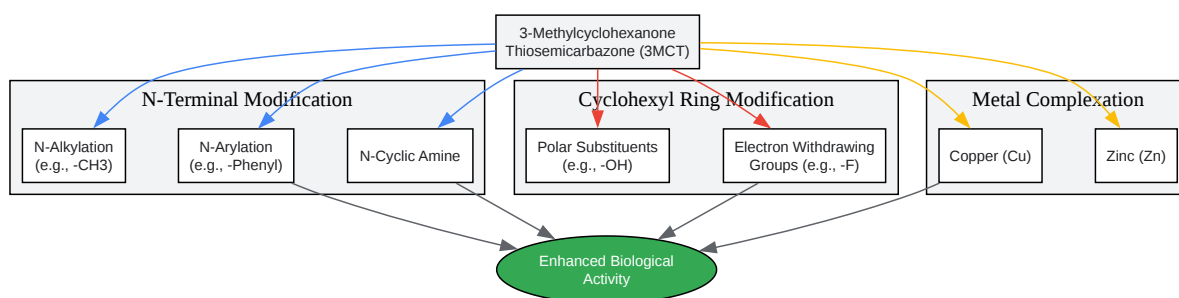 3-Methylcyclohexanone
Thiosemicarbazone (3MCT)
N-Terminal Modification
Cyclohexyl Ring Modification
Metal Complexation
N-Alkylation
(e.g., -CH3)
N-Arylation
(e.g., -Phenyl)
N-Cyclic Amine
Polar Substituents
(e.g., -OH)
Electron Withdrawing
Groups (e.g., -F)
Copper (Cu)
Zinc (Zn)
Enhanced Biological
Activity